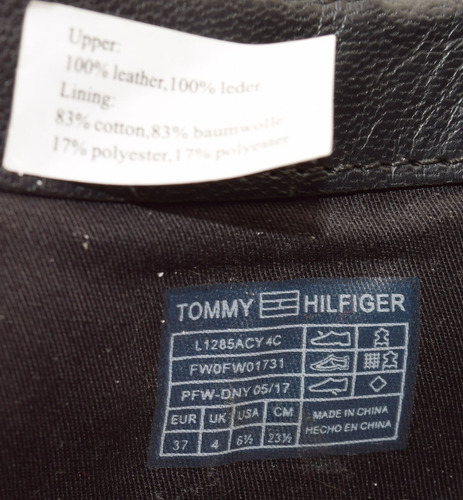 Upper:
100% leather,100% leder
Lining:
83% cotton,83% baumwolle
17% polyester,17% polyester
TOMMY HILFIGER
L1285ACY 4C
FW0FW01731
PFW-DNY 05/17
EUR UK USA CM
37 4 6½ 23½
MADE IN CHINA
HECHO EN CHINA